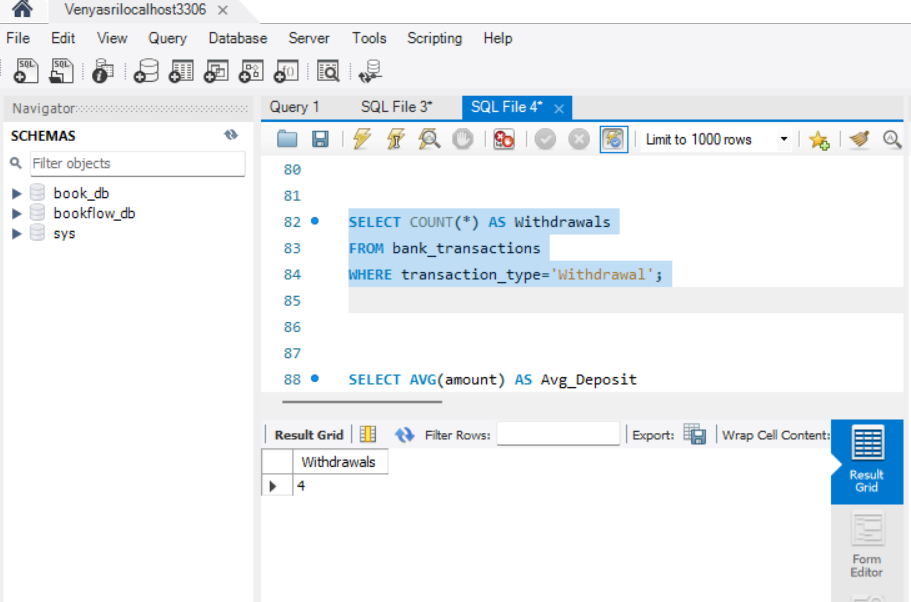 Venyasrilocalhost3306 ×
File Edit View Query Database Server Tools Scripting Help
SQL SQL
Navigator
Query 1 SQL File 3* SQL File 4* ×
SCHEMAS
Limit to 1000 rows
Filter objects
book_db
bookflow_db
sys
80
81
82 SELECT COUNT(*) AS Withdrawals
83 FROM bank_transactions
84 WHERE transaction_type='Withdrawal';
85
86
87
88 SELECT AVG(amount) AS Avg_Deposit
Result Grid Filter Rows: Export: Wrap Cell Content:
Withdrawals
4
Result
Grid
Form
Editor